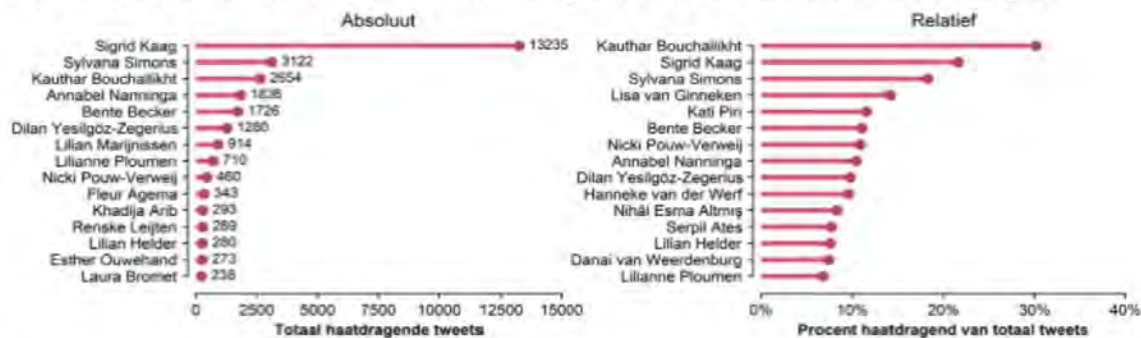 Absoluut
Sigrid Kaag 13235
Sylvana Simons 3122
Kauthar Bouchallikht 2654
Annabel Nanninga 1836
Bente Becker 1726
Dilan Yesilgöz-Zegerius 1280
Lilian Marijnissen 914
Lilianne Ploumen 710
Nicki Pouw-Verweij 460
Fleur Agema 343
Khadija Arib 293
Renske Leijten 289
Lilian Helder 280
Esther Ouwehand 273
Laura Bromet 238
0 2500 5000 7500 10000 12500 15000
Totaal haatdragende tweets
Relatief
Kauthar Bouchallikht
Sigrid Kaag
Sylvana Simons
Lisa van Ginneken
Kati Piri
Bente Becker
Nicki Pouw-Verweij
Annabel Nanninga
Dilan Yesilgöz-Zegerius
Hanneke van der Werf
Nihâl Esma Altmış
Serpil Ates
Lilian Helder
Danai van Weerdenburg
Lilianne Ploumen
0% 10% 20% 30% 40%
Procent haatdragend van totaal tweets